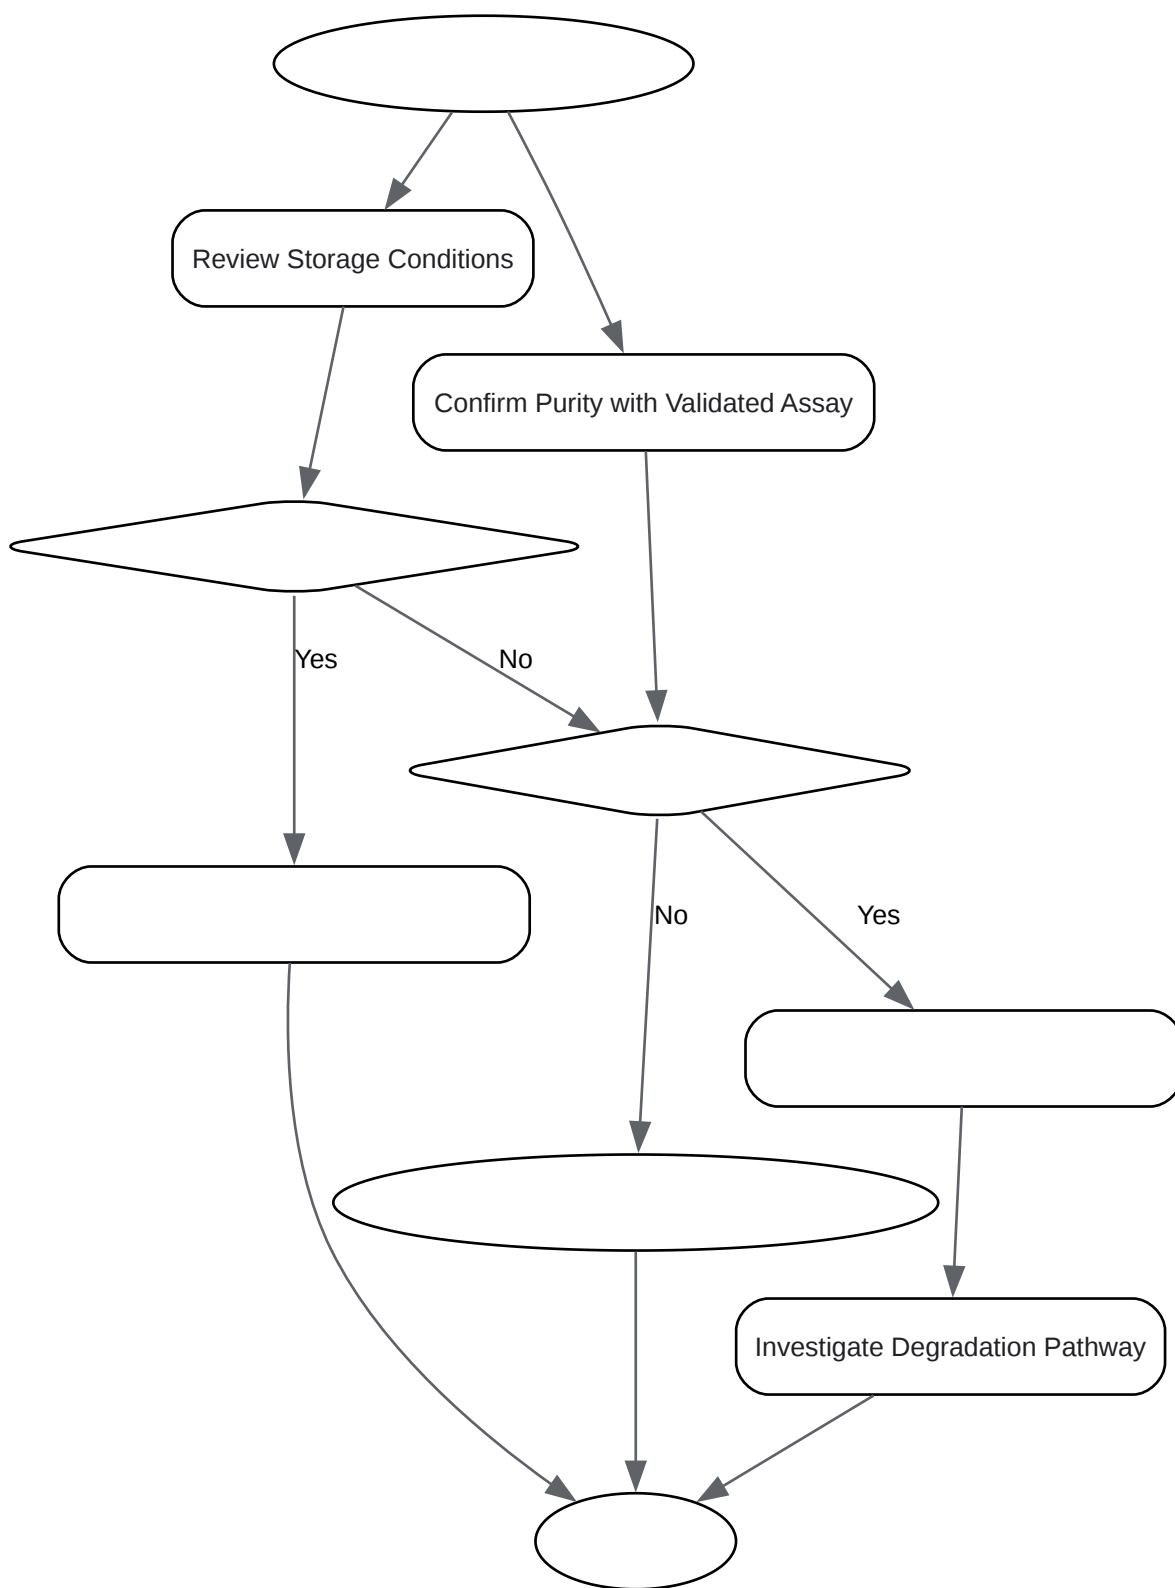 Review Storage Conditions
Confirm Purity with Validated Assay
Yes
No
No
Yes
Investigate Degradation Pathway